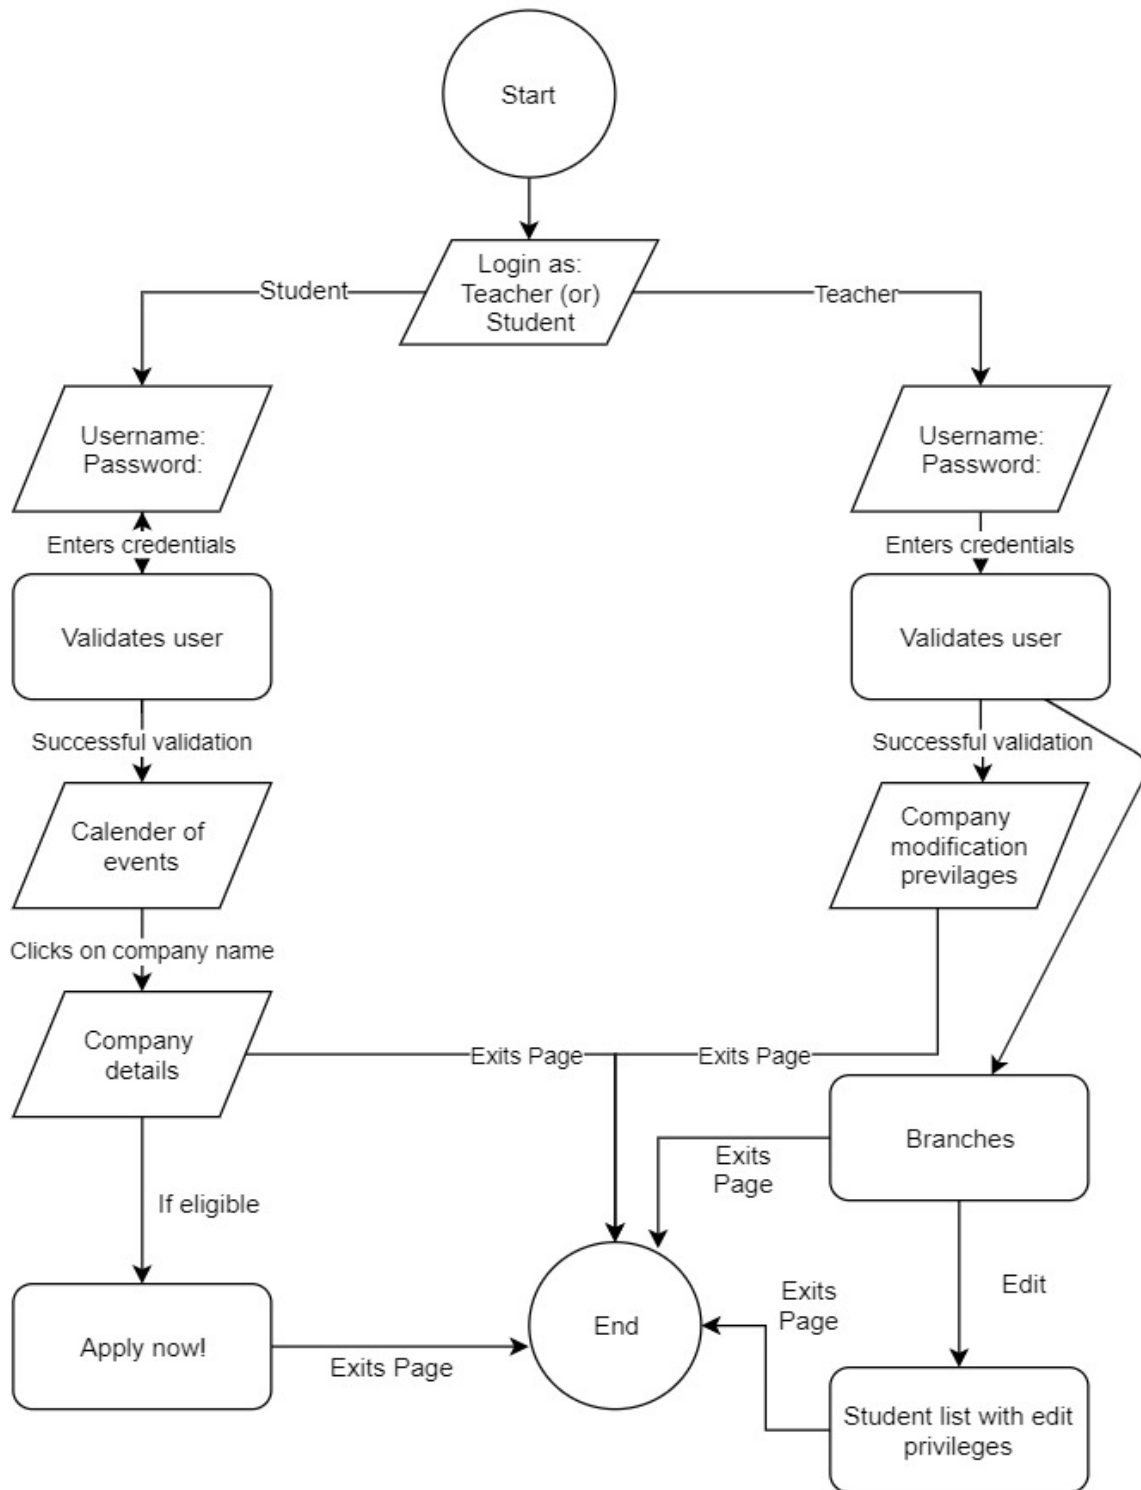 Start
Login as:
Teacher (or)
Student
Student
Teacher
Username:
Password:
Username:
Password:
Enters credentials
Enters credentials
Validates user
Validates user
Successful validation
Successful validation
Calender of
events
Company
modification
previlages
Clicks on company name
Company
details
Exits Page
Exits Page
Branches
Exits
Page
If eligible
Edit
Exits
Page
End
Apply now!
Exits Page
Student list with edit
privileges